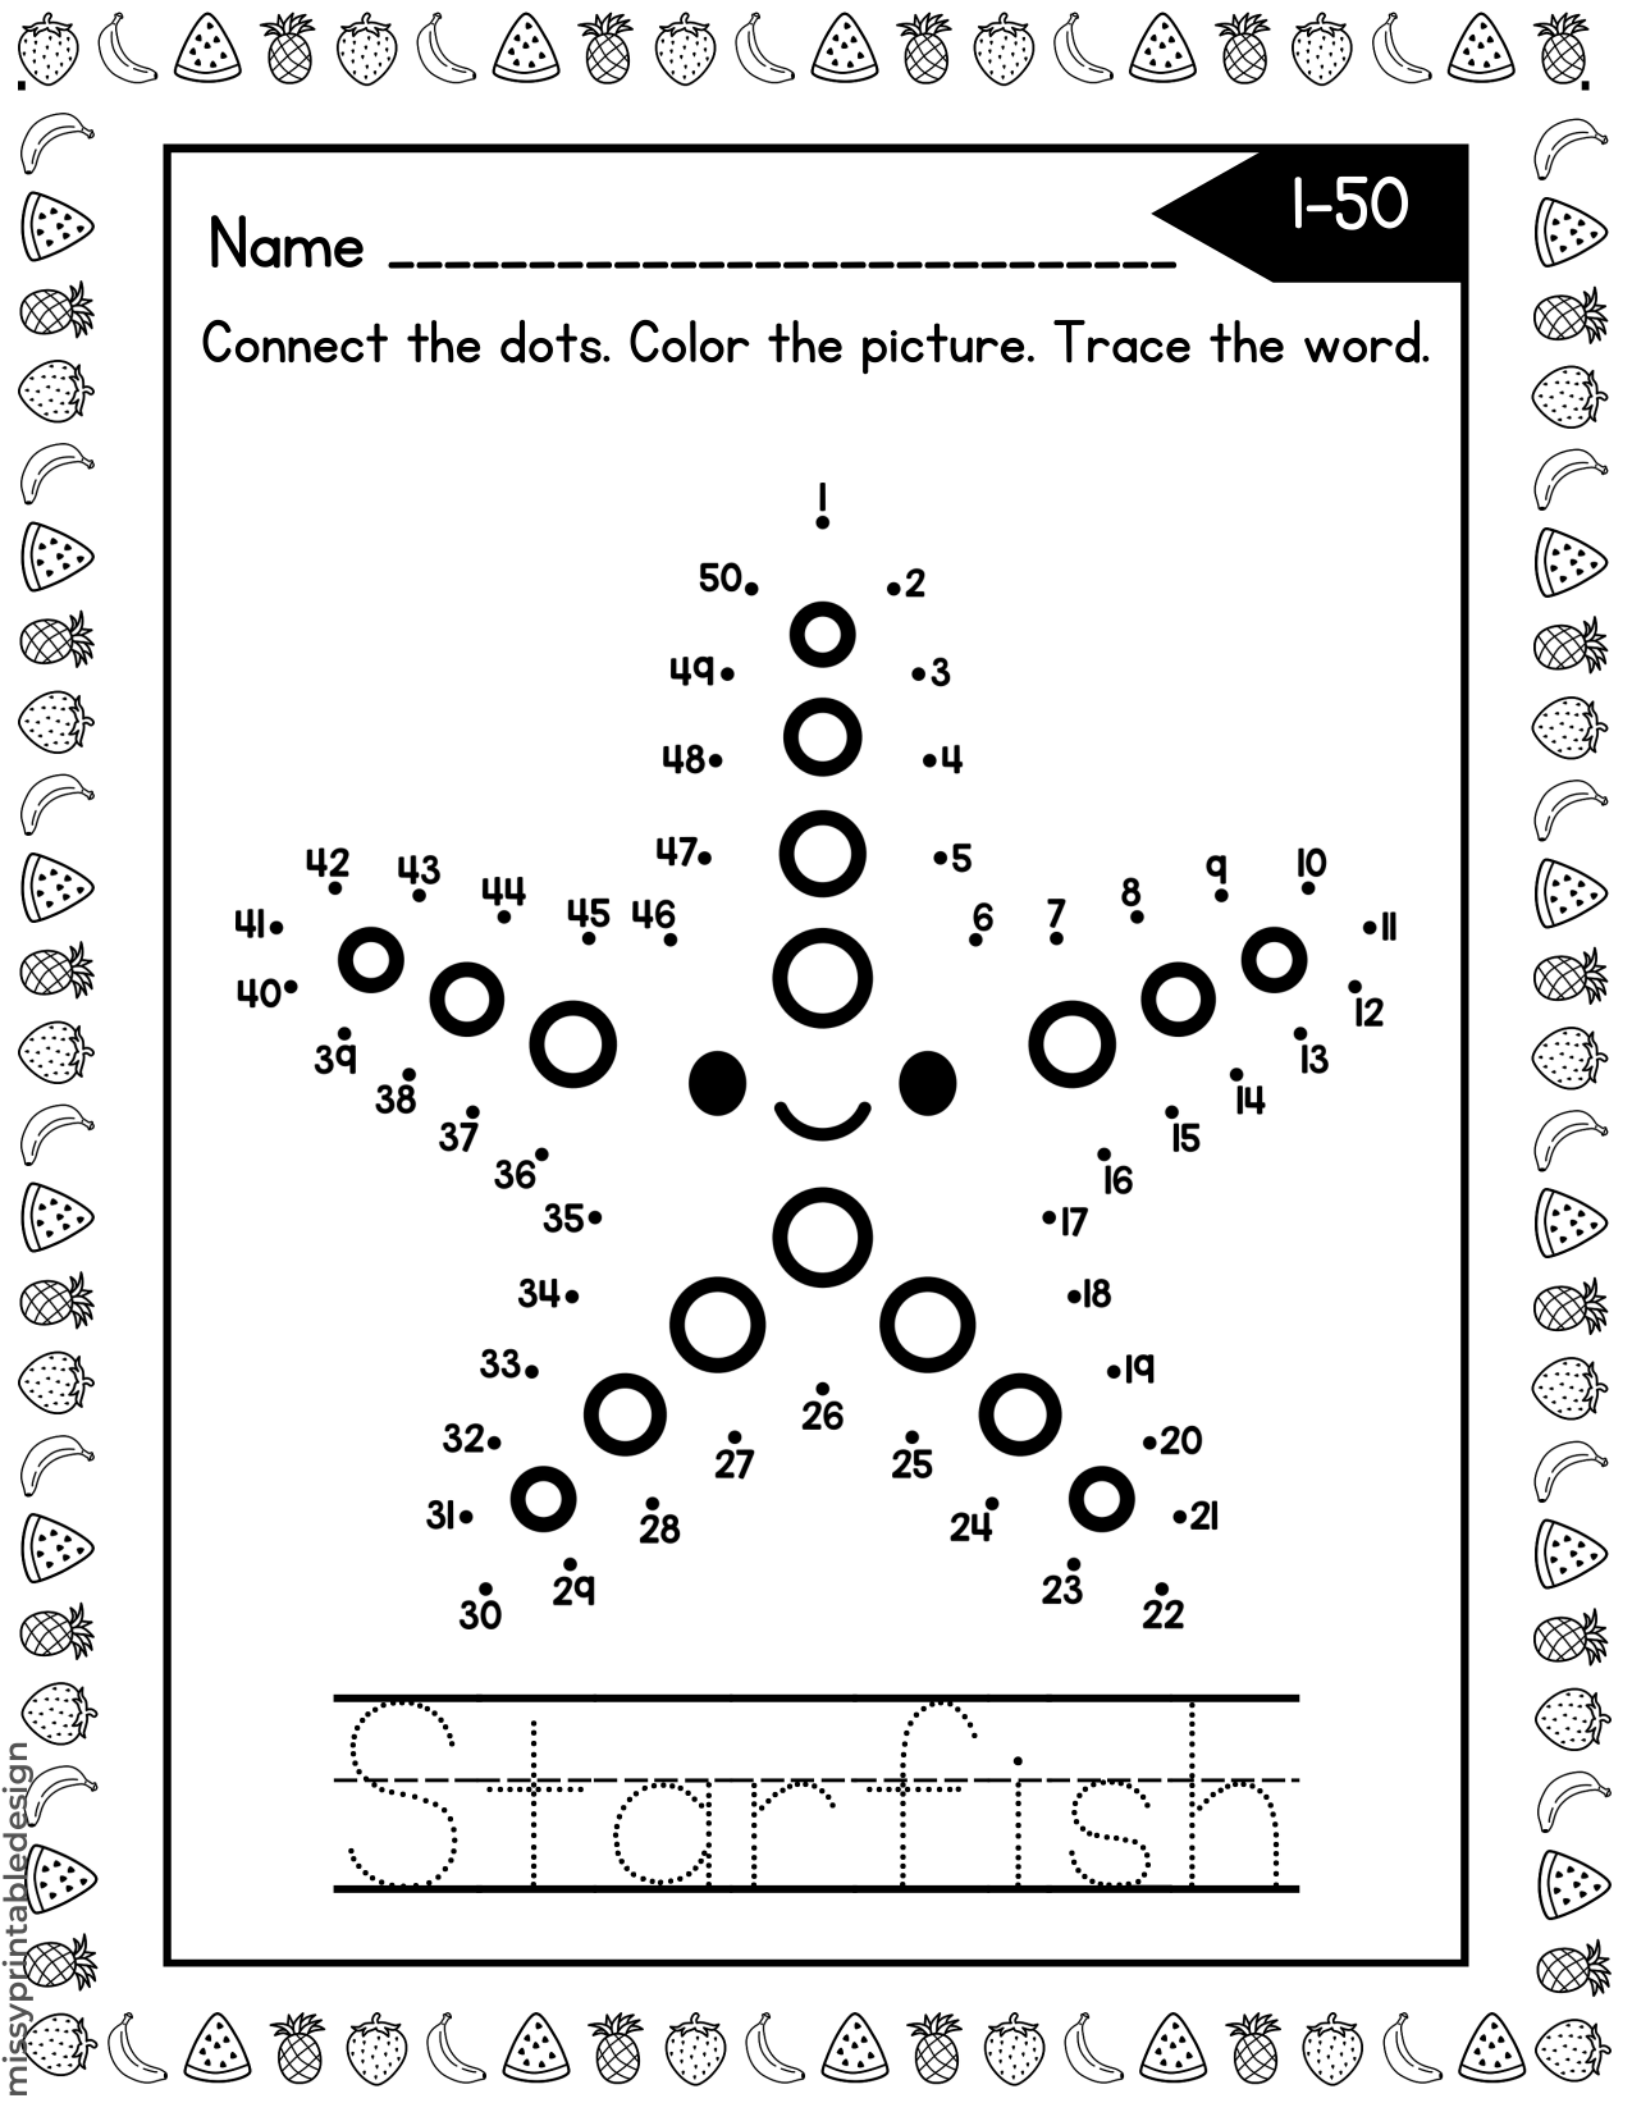 1-50
Name
Connect the dots. Color the picture. Trace the word.
1
50 2
49 3
48 4
47 5
42 43 44 45 46 6 7 8 9 10
41 11
40 12
39 13
38 14
37 15
36 16
35 17
34 18
33 19
26
32 27 25 20
31 28 24 21
30 29 23 22
Starfish
missyprintabledesign